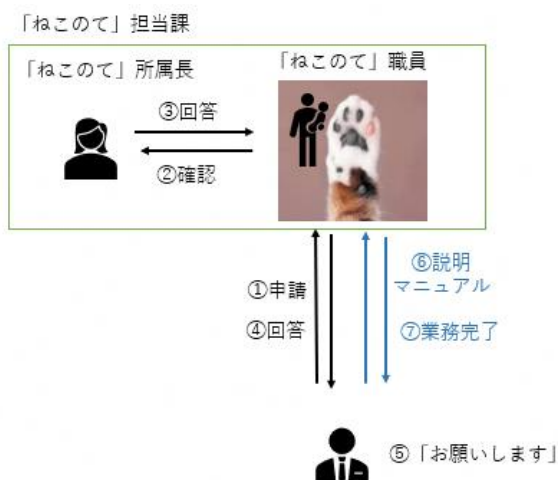 「ねこのて」担当課
「ねこのて」所属長
「ねこのて」職員
③回答
②確認
①申請
④回答
⑥説明
マニュアル
⑦業務完了
⑤「お願いします」